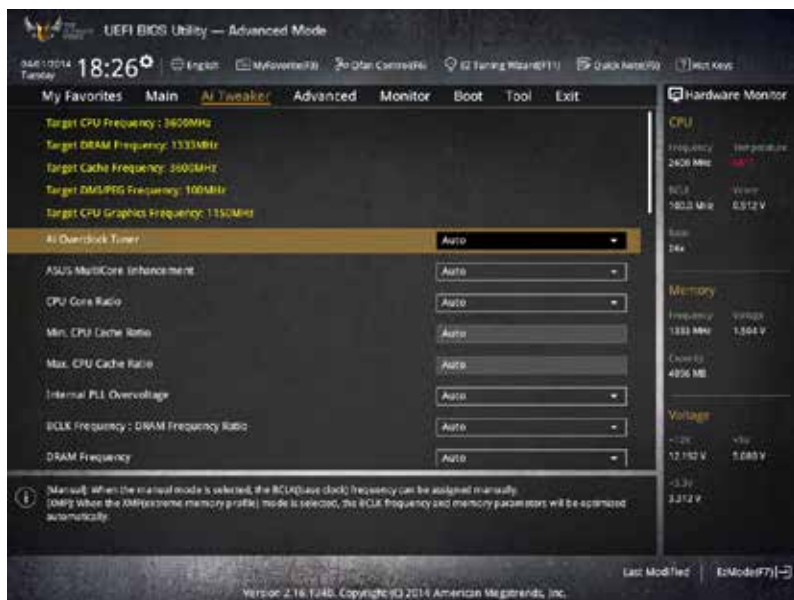 UEFI BIOS Utility — Advanced Mode
Tuesday 18:26 English MyFavorite(F3) Qfan Control(F6) EZ Tuning Wizard(F11) Quick Note(F9) Hot Keys
My Favorites Main Ai Tweaker Advanced Monitor Boot Tool Exit
Hardware Monitor
Target CPU Frequency : 3600MHz
Target DRAM Frequency: 1333MHz
Target Cache Frequency: 3600MHz
Target DMI/PEG Frequency: 100MHz
Target CPU Graphics Frequency: 1150MHz
Ai Overclock Tuner Auto
ASUS MultiCore Enhancement Auto
CPU Core Ratio Auto
Min. CPU Cache Ratio Auto
Max. CPU Cache Ratio Auto
Internal PLL Overvoltage Auto
BCLK Frequency : DRAM Frequency Ratio Auto
DRAM Frequency Auto
CPU
Frequency Temperature
MHz
BCLK
100.0 MHz 0.912 V
Ratio
Memory
Frequency Voltage
1333 MHz 1.504 V
Capacity
4096 MB
Voltage
+12V +5V
12.192 V 5.080 V
+3.3V
3.312 V
[Manual]: When the manual mode is selected, the BCLK(base clock) frequency can be assigned manually.
[XMP]: When the XMP(extreme memory profile) mode is selected, the BCLK frequency and memory parameters will be optimized
automatically.
Last Modified EzMode(F7)
Version 2.16.1240. Copyright (C) 2014 American Megatrends, Inc.